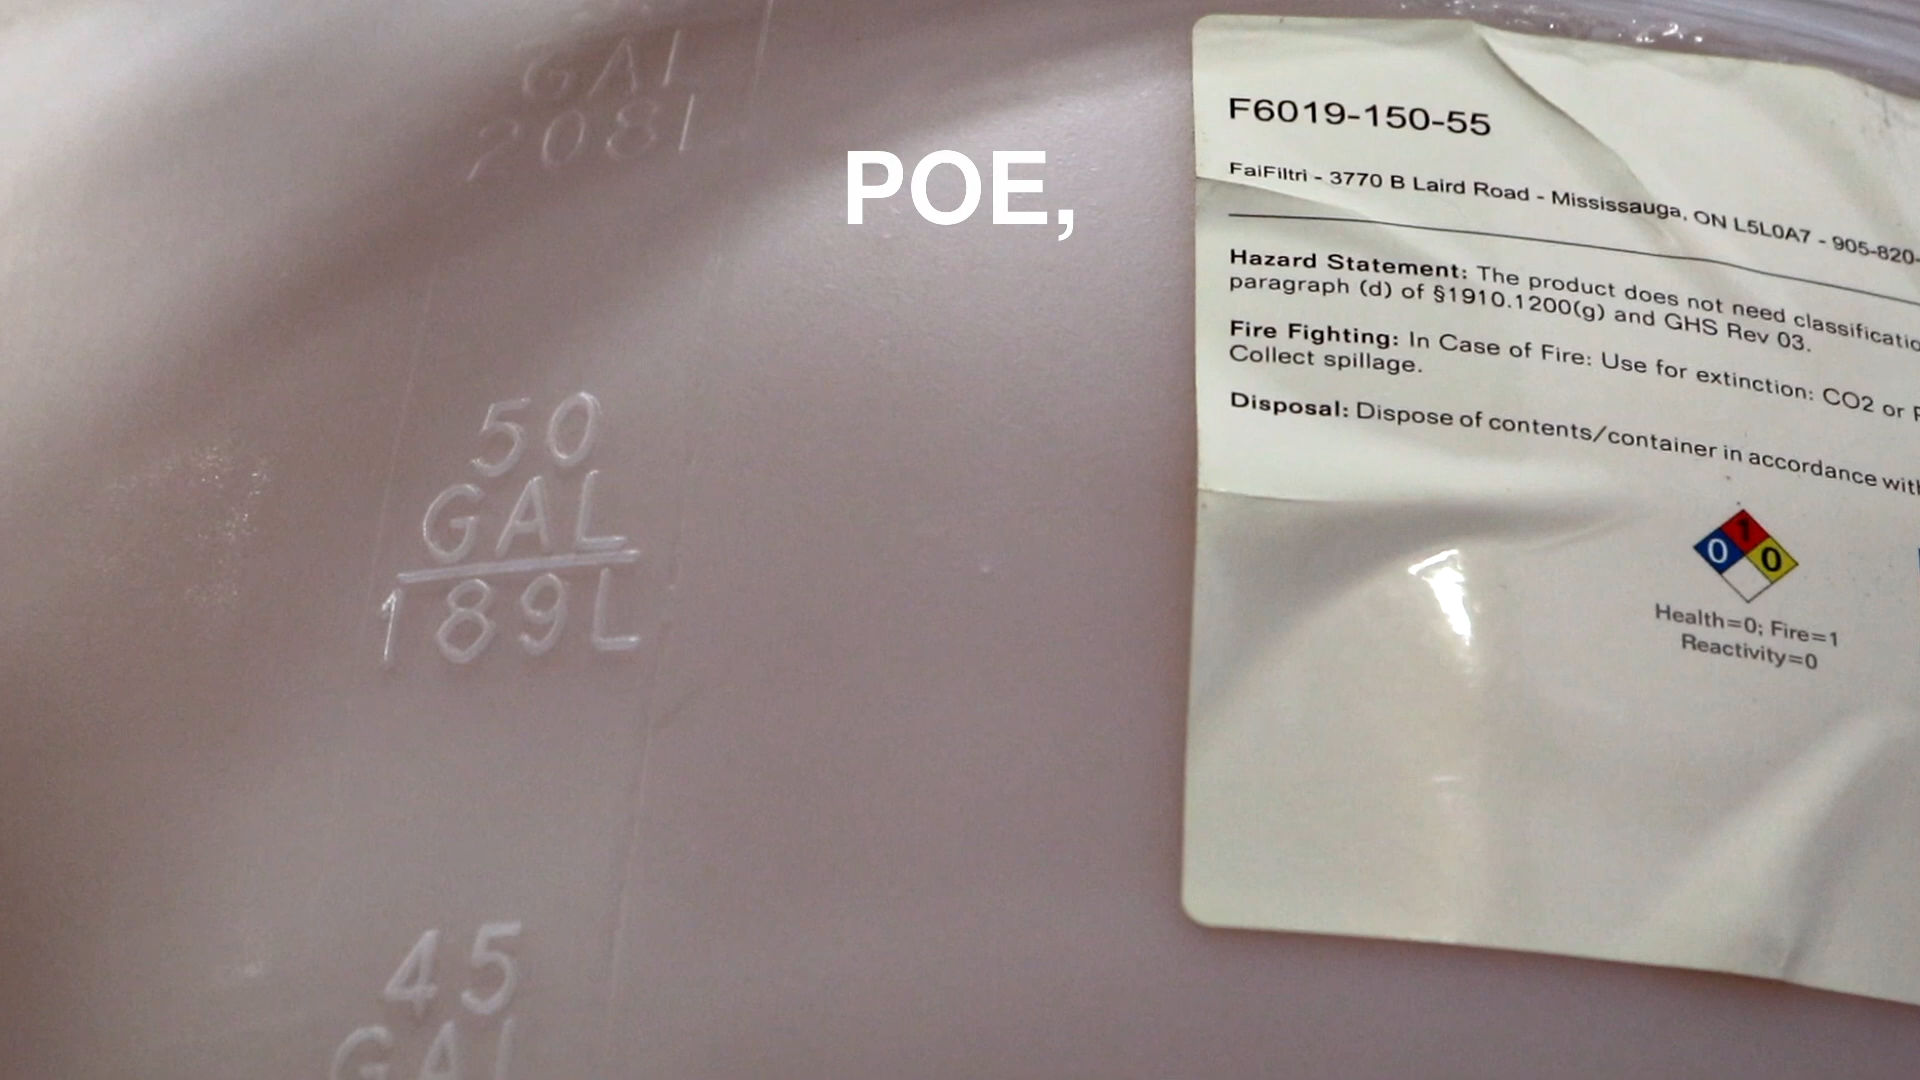 GAL
208L
POE,
50
GAL
189L
45
GAL
F6019-150-55
FaiFiltri - 3770 B Laird Road - Mississauga, ON L5L0A7 - 905-820-
Hazard Statement: The product does not need classificatio
paragraph (d) of §1910.1200(g) and GHS Rev 03.
Fire Fighting: In Case of Fire: Use for extinction: CO2 or
Collect spillage.
Disposal: Dispose of contents/container in accordance with
1
0 0
Health=0; Fire=1
Reactivity=0